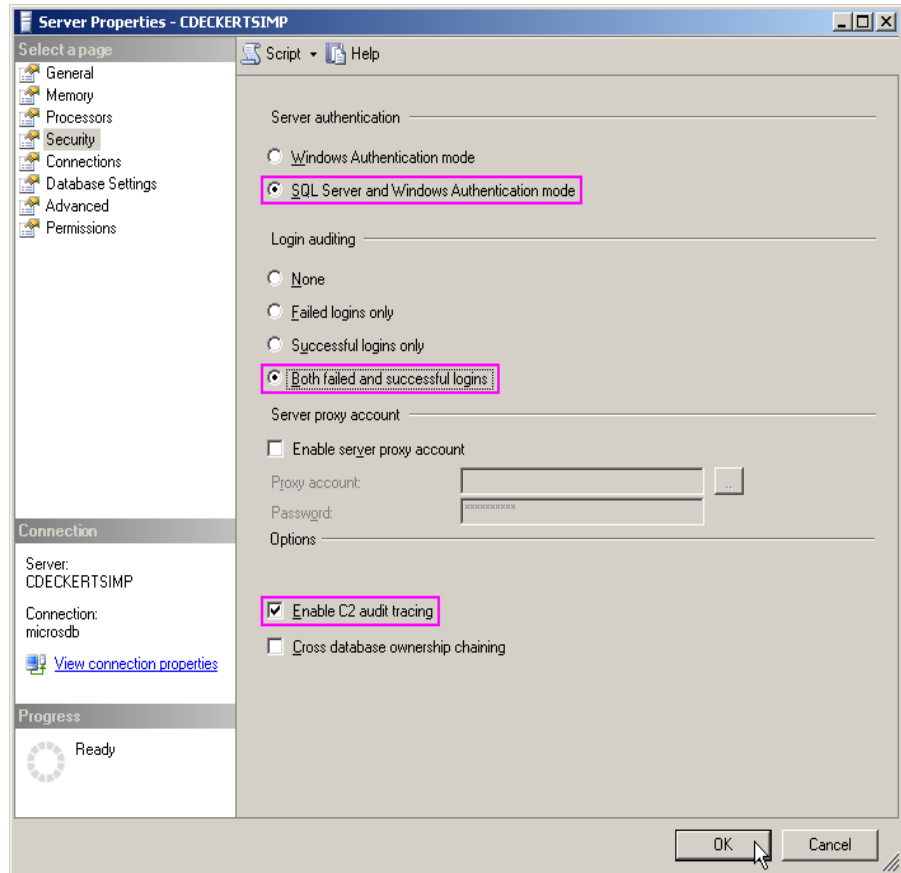 Server Properties - CDECKERTSIMP
Select a page
General
Memory
Processors
Security
Connections
Database Settings
Advanced
Permissions
Script Help
Server authentication
Windows Authentication mode
SQL Server and Windows Authentication mode
Login auditing
None
Failed logins only
Successful logins only
Both failed and successful logins
Server proxy account
Enable server proxy account
Proxy account:
..
Password:
xxxxxxxxxx
Options
Enable C2 audit tracing
Cross database ownership chaining
Connection
Server:
CDECKERTSIMP
Connection:
microsdb
View connection properties
Progress
Ready
OK Cancel